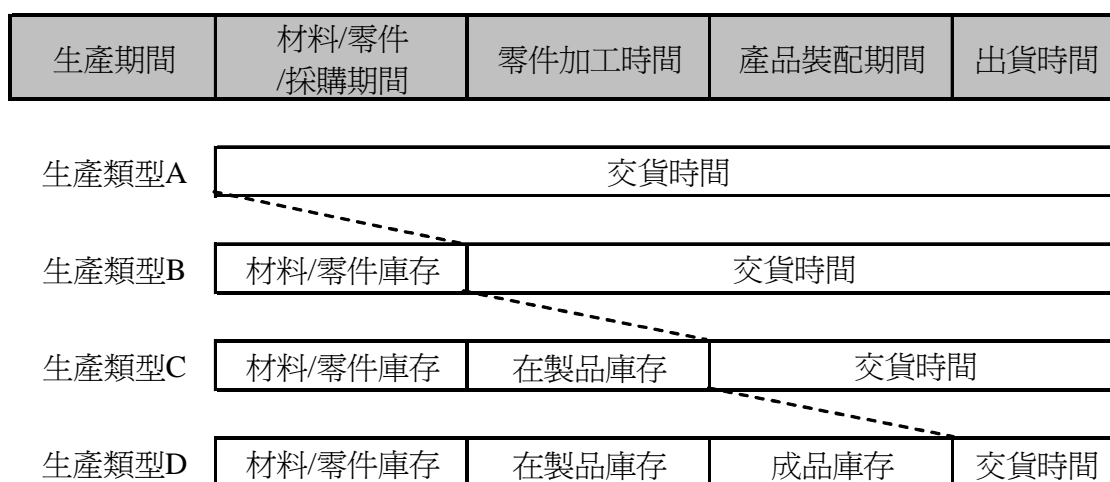 生產期間 材料/零件 零件加工時間 產品裝配期間 出貨時間
/採購期間
生產類型A 交貨時間
生產類型B 材料/零件庫存 交貨時間
生產類型C 材料/零件庫存 在製品庫存 交貨時間
生產類型D 材料/零件庫存 在製品庫存 成品庫存 交貨時間